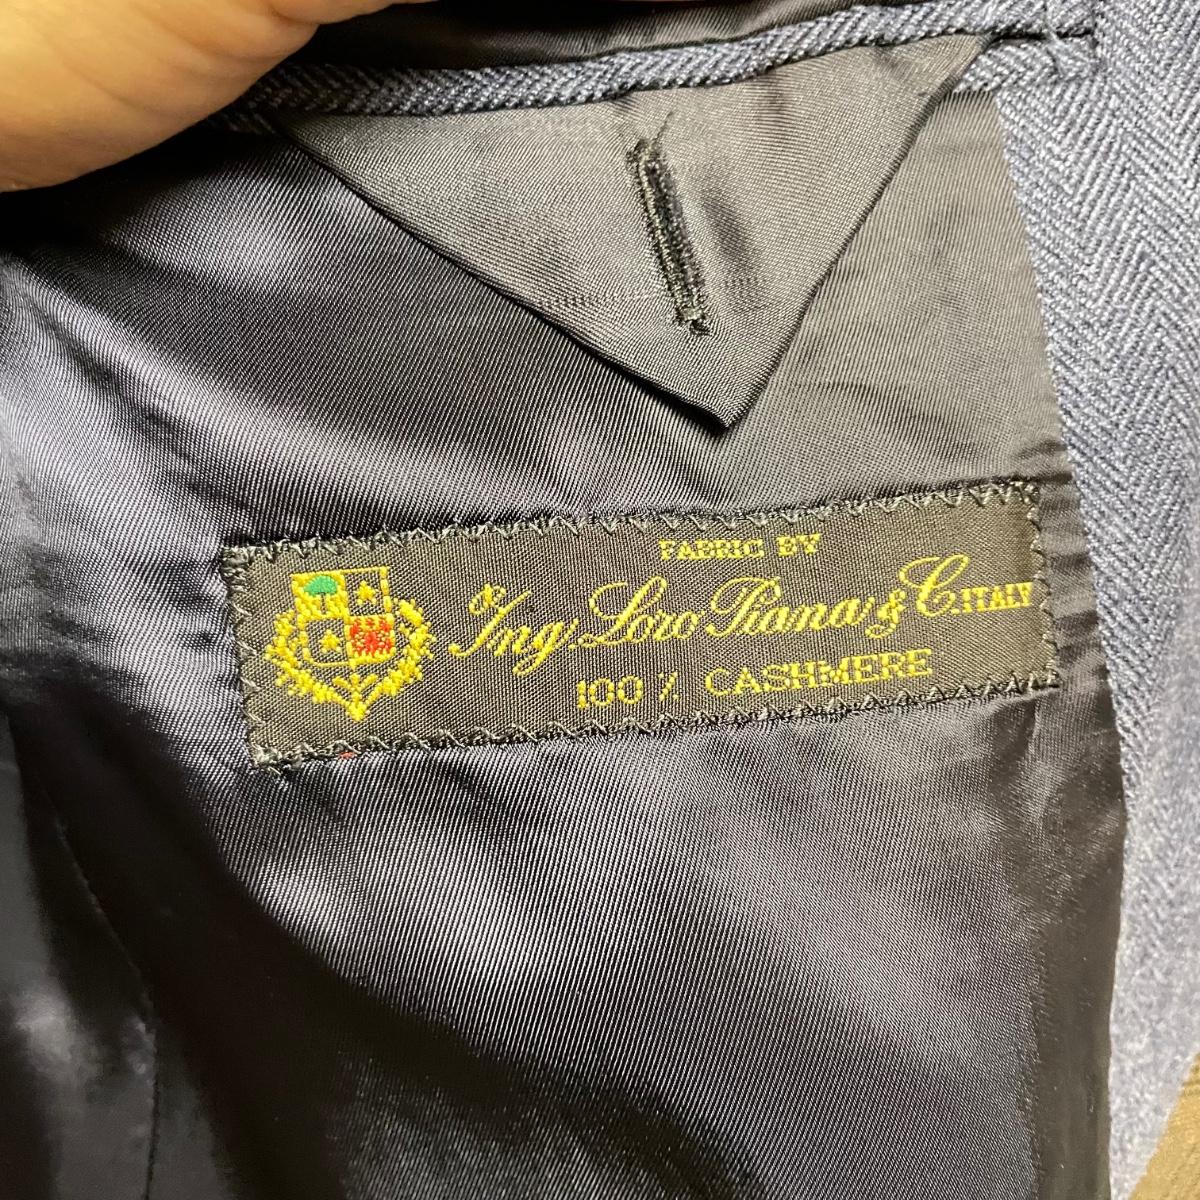 FABRIC BY
Ing. Loro Piana & C. ITALY
100 % CASHMERE